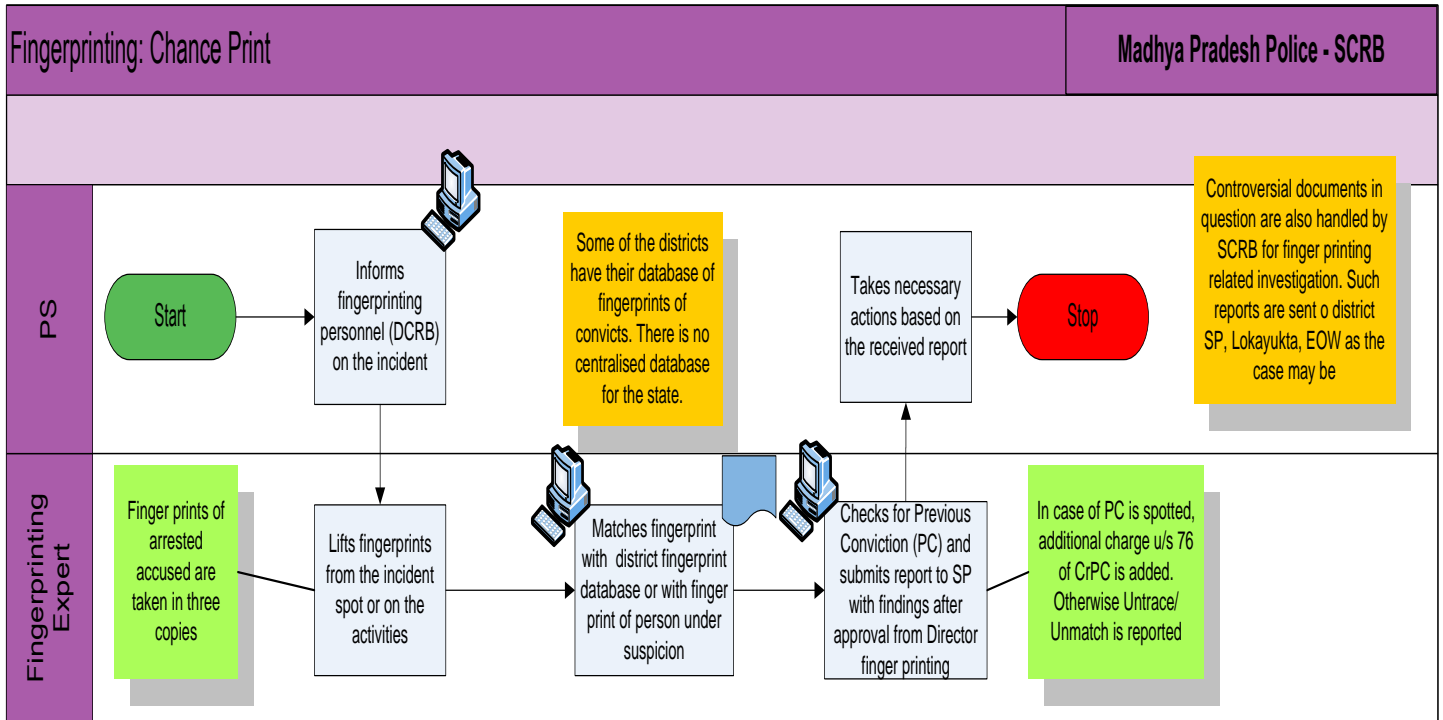 Fingerprinting: Chance Print
Madhya Pradesh Police - SCRB
PS
Start
Informs
fingerprinting
personnel (DCRB)
on the incident
Some of the districts
have their database of
fingerprints of
convicts. There is no
centralised database
for the state.
Takes necessary
actions based on
the received report
Stop
Controversial documents in
question are also handled by
SCRB for finger printing
related investigation. Such
reports are sent o district
SP, Lokayukta, EOW as the
case may be
Fingerprinting
Expert
Finger prints of
arrested
accused are
taken in three
copies
Lifts fingerprints
from the incident
spot or on the
activities
Matches fingerprint
with district fingerprint
database or with finger
print of person under
suspicion
Checks for Previous
Conviction (PC) and
submits report to SP
with findings after
approval from Director
finger printing
In case of PC is spotted,
additional charge u/s 76
of CrPC is added.
Otherwise Untrace/
Unmatch is reported